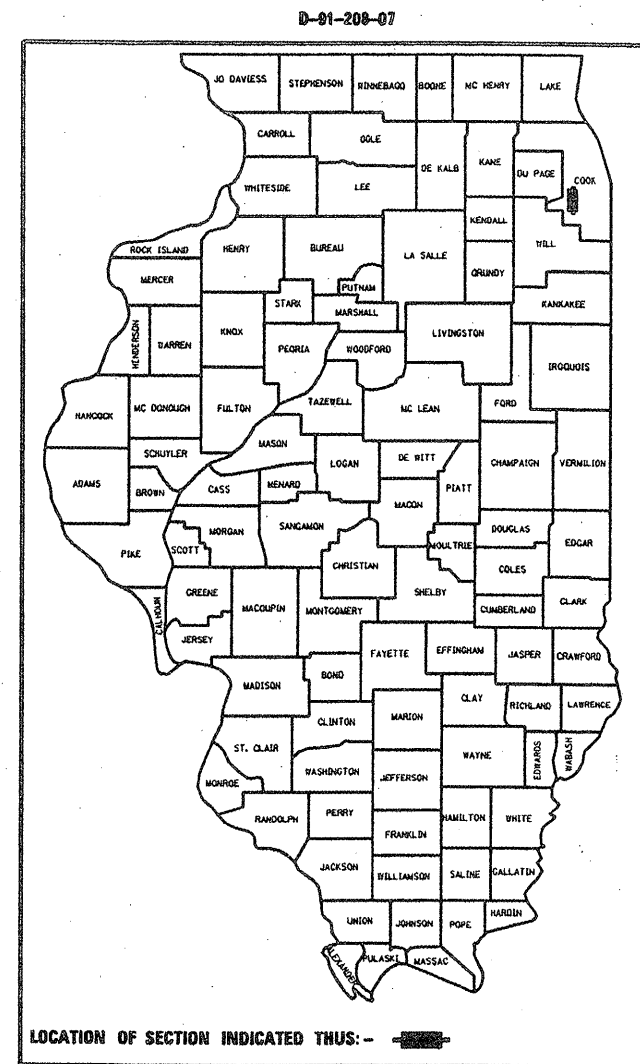 D-91-208-07
JO DAVIESS STEPHENSON WINNEBAGO BOONE MC HENRY LAKE
CARROLL OGLE
DE KALB KANE DU PAGE COOK
WHITESIDE LEE
KENDALL
ROCK ISLAND HENRY BUREAU LA SALLE WILL
MERCER PUTNAM GRUNDY
STARK MARSHALL KANKAKEE
HENDERSON WARREN KNOX PEORIA WOODFORD LIVINGSTON
IROQUOIS
HANCOCK MC DONOUGH FULTON TAZEWELL MC LEAN FORD
SCHUYLER MASON LOGAN DE WITT CHAMPAIGN VERMILION
ADAMS BROWN CASS MENARD PIATT
MACON
PIKE SCOTT MORGAN SANGAMON MOULTRIE DOUGLAS EDGAR
CHRISTIAN COLES
CALHOUN GREENE MACOUPIN MONTGOMERY SHELBY CUMBERLAND CLARK
JERSEY
FAYETTE EFFINGHAM JASPER CRAWFORD
MADISON BOND
CLAY RICHLAND LAWRENCE
CLINTON MARION
ST. CLAIR WAYNE EDWARDS WABASH
MONROE WASHINGTON JEFFERSON
RANDOLPH PERRY HAMILTON WHITE
FRANKLIN
JACKSON WILLIAMSON SALINE GALLATIN
UNION JOHNSON POPE HARDIN
ALEXANDER PULASKI MASSAC
LOCATION OF SECTION INDICATED THUS:-